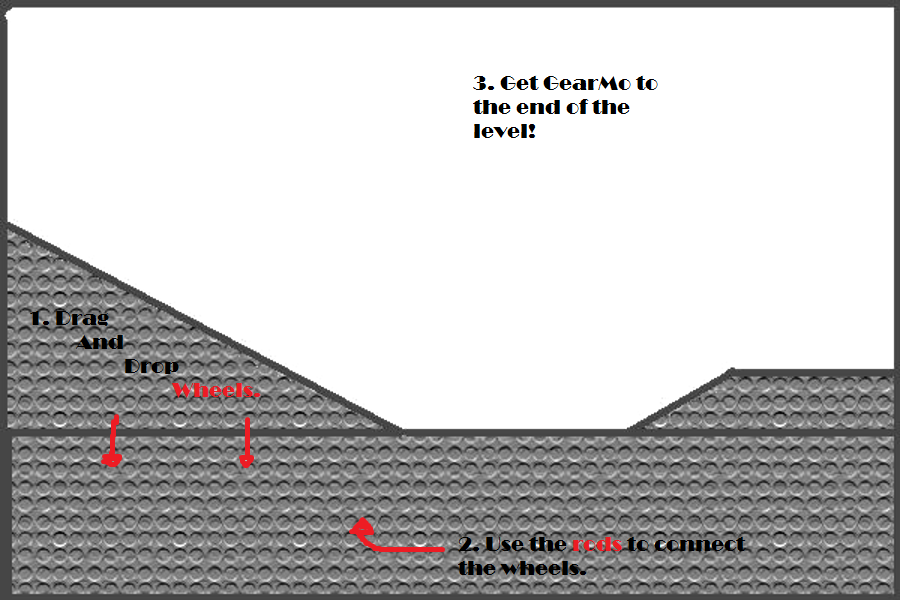 3. Get GearMo to
the end of the
level!
1. Drag
And
Drop
Wheels.
2. Use the rods to connect
the wheels.